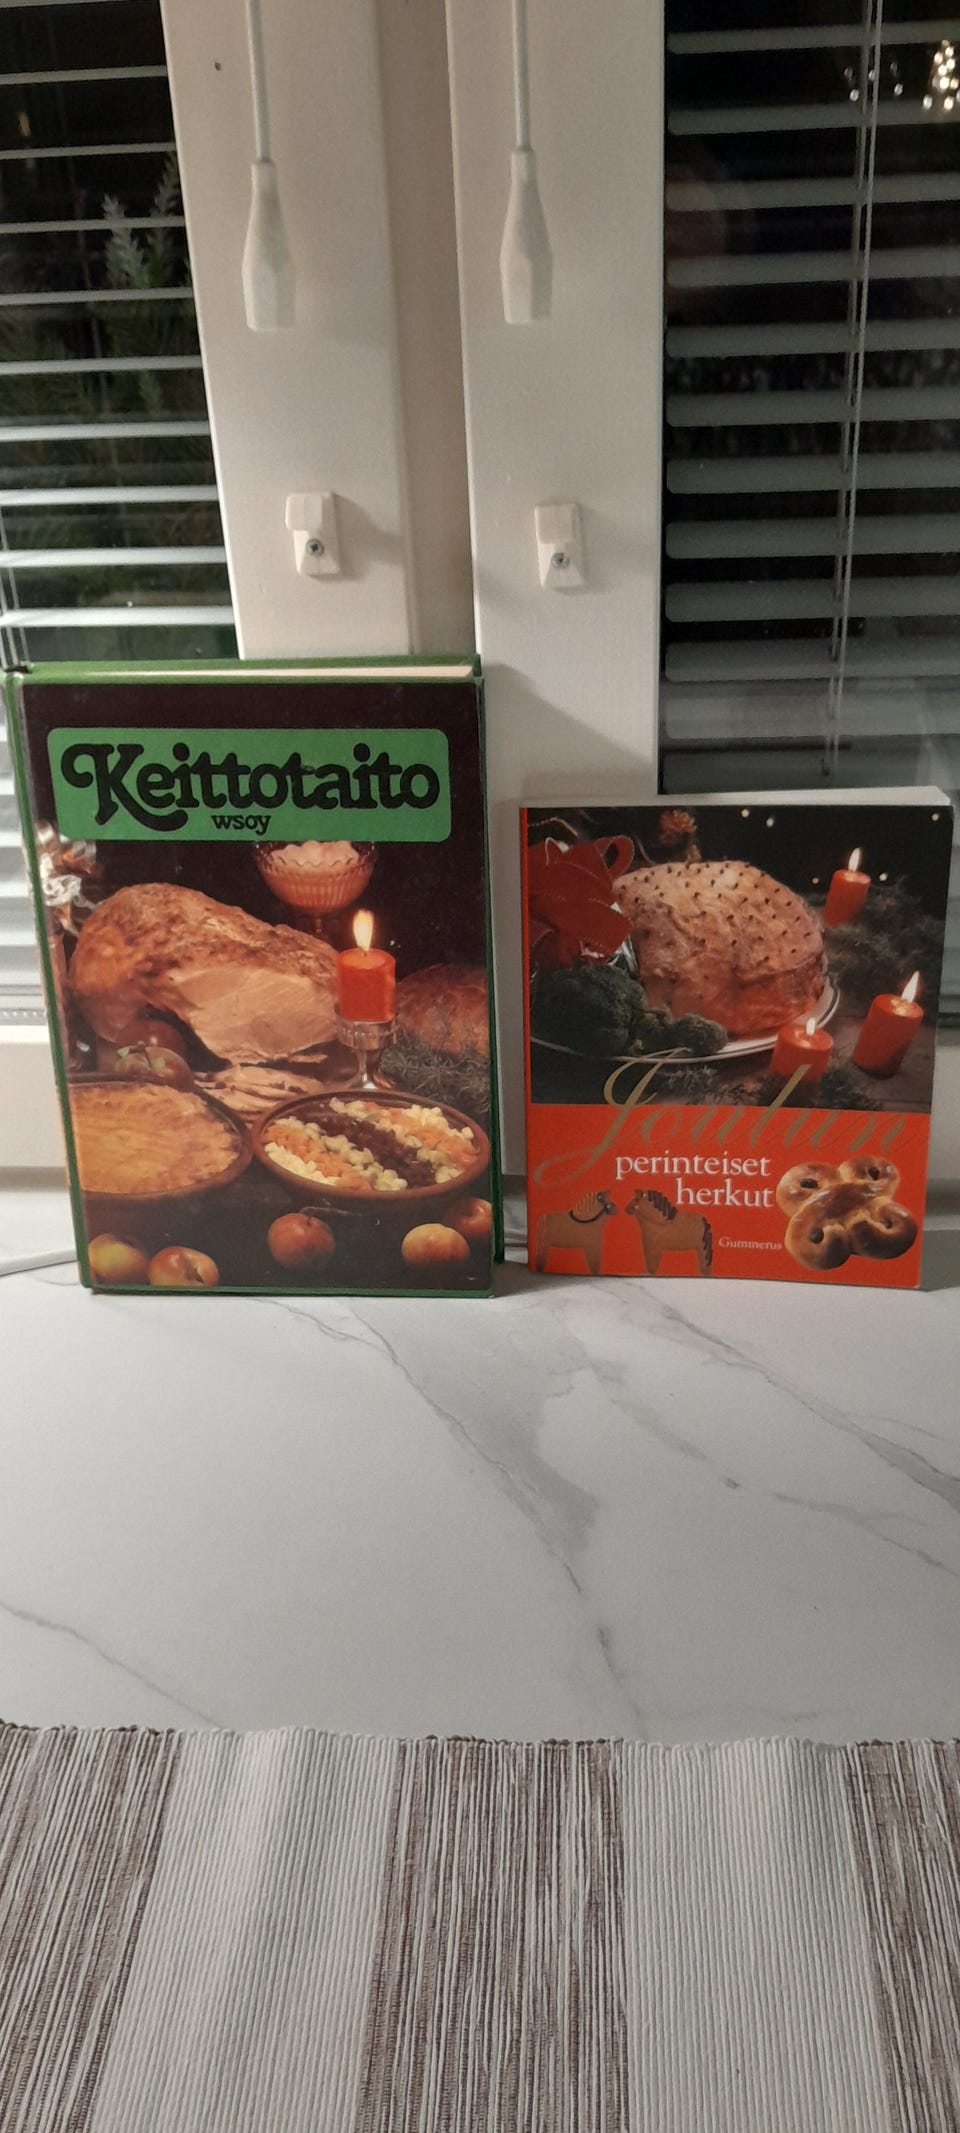 Keittotaito
wsoy
Joulun
perinteiset
herkut
Gummerus